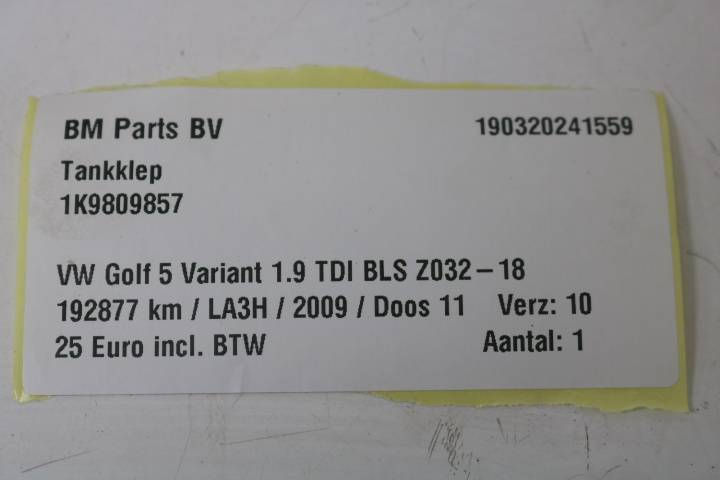 BM Parts BV 190320241559
Tankklep
1K9809857
VW Golf 5 Variant 1.9 TDI BLS Z032-18
192877 km / LA3H / 2009 / Doos 11 Verz: 10
25 Euro incl. BTW Aantal: 1